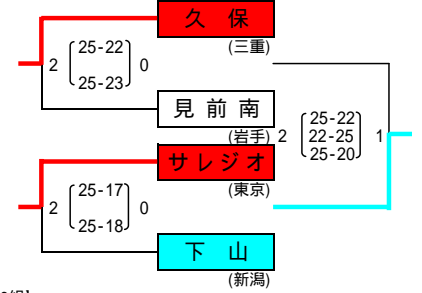 久 保
(三重)
2 25-22 0
25-23
見 前 南
(岩手)
2 25-22 1
22-25
25-20
サレジオ
(東京)
2 25-17 0
25-18
下 山
(新潟)